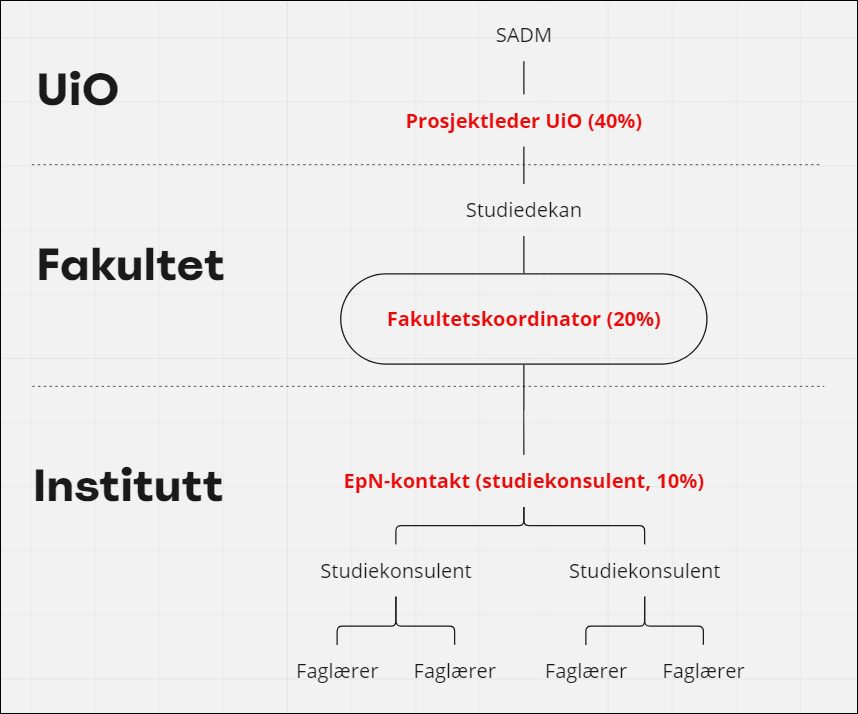 SADM
UiO
Prosjektleder UiO (40%)
Studiedekan
Fakultet
Fakultetskoordinator (20%)
Institutt
EpN-kontakt (studiekonsulent, 10%)
Studiekonsulent Studiekonsulent
Faglærer Faglærer Faglærer Faglærer